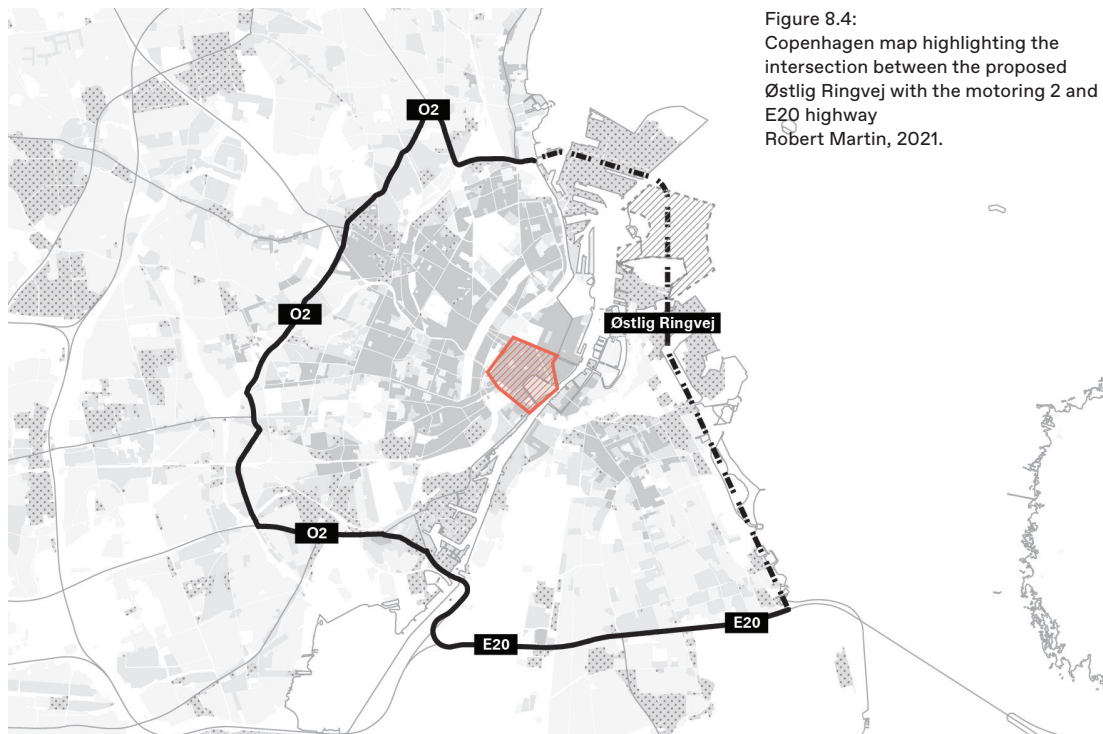 Figure 8.4:
Copenhagen map highlighting the
intersection between the proposed
Østlig Ringvej with the motoring 2 and
E20 highway
Robert Martin, 2021.
O2
O2
Østlig Ringvej
O2
E20
E20